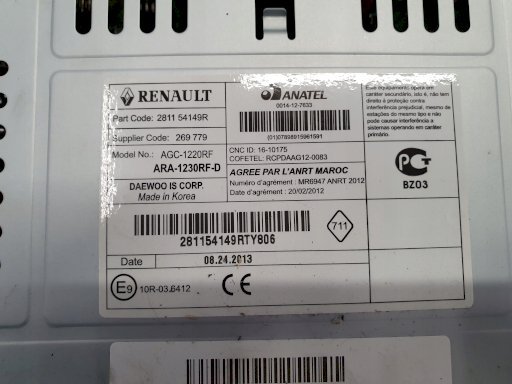 RENAULT
Part Code: 2811 54149R
Supplier Code: 269 779
Model No.: AGC-1220RF
ARA-1230RF-D
DAEWOO IS CORP.
Made in Korea
ANATEL
0014-12-7633
(01)07898915961591
Este equipamento opera em
caráter secundário, isto é, não tem
direito à proteção contra
interferência prejudicial, mesmo de
estações do mesmo tipo e não
pode causar interferência a
sistemas operando em caráter
primário.
CNC ID: 16-10175
COFETEL: RCPDAAG12-0083
AGREE PAR L'ANRT MAROC
Numéro d'agrément : MR6947 ANRT 2012
Date d'agrément : 20/02/2012
BZ03
281154149RTY806
711
Date 08.24.2013
E9 10R-03.6412
CE